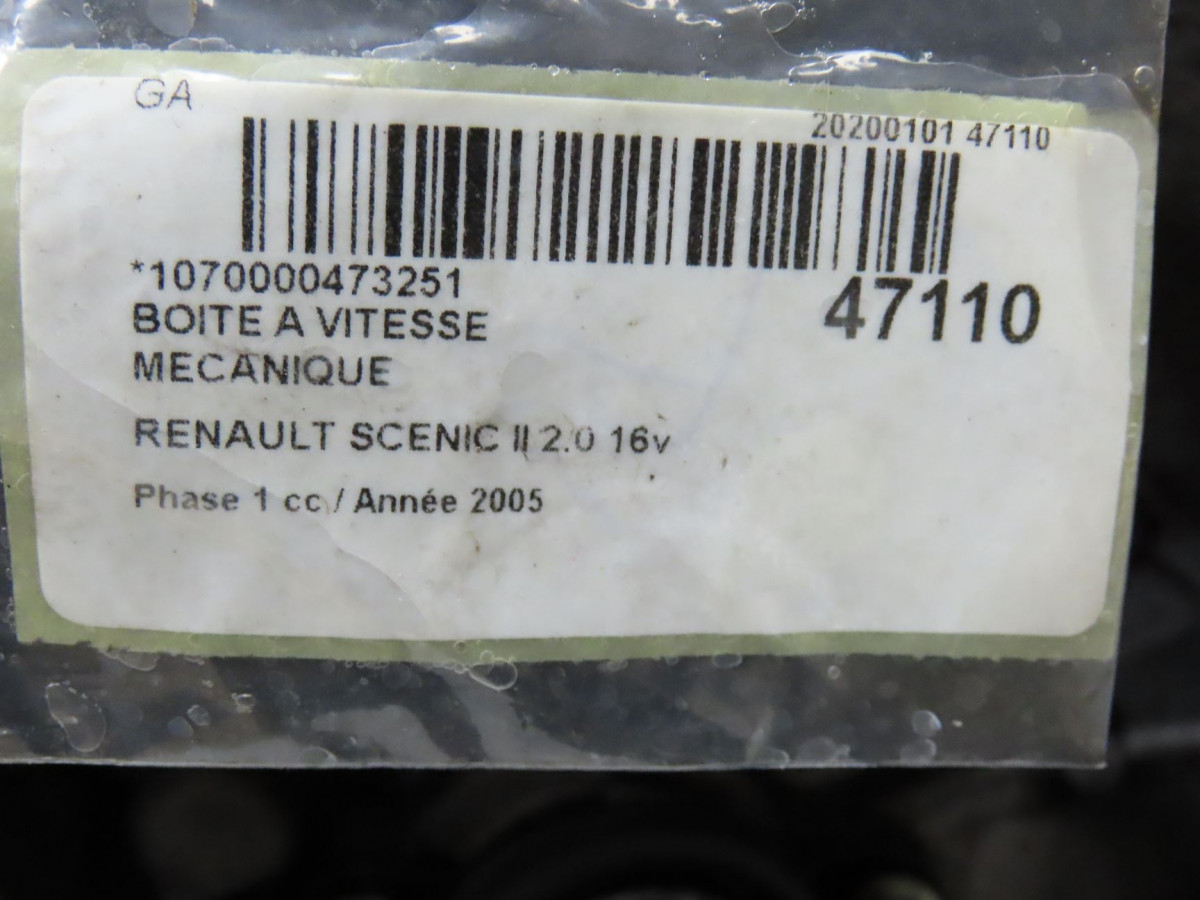 GA
20200101 47110
*1070000473251
47110
BOITE A VITESSE
MECANIQUE
RENAULT SCENIC II 2.0 16v
Phase 1 cc / Année 2005